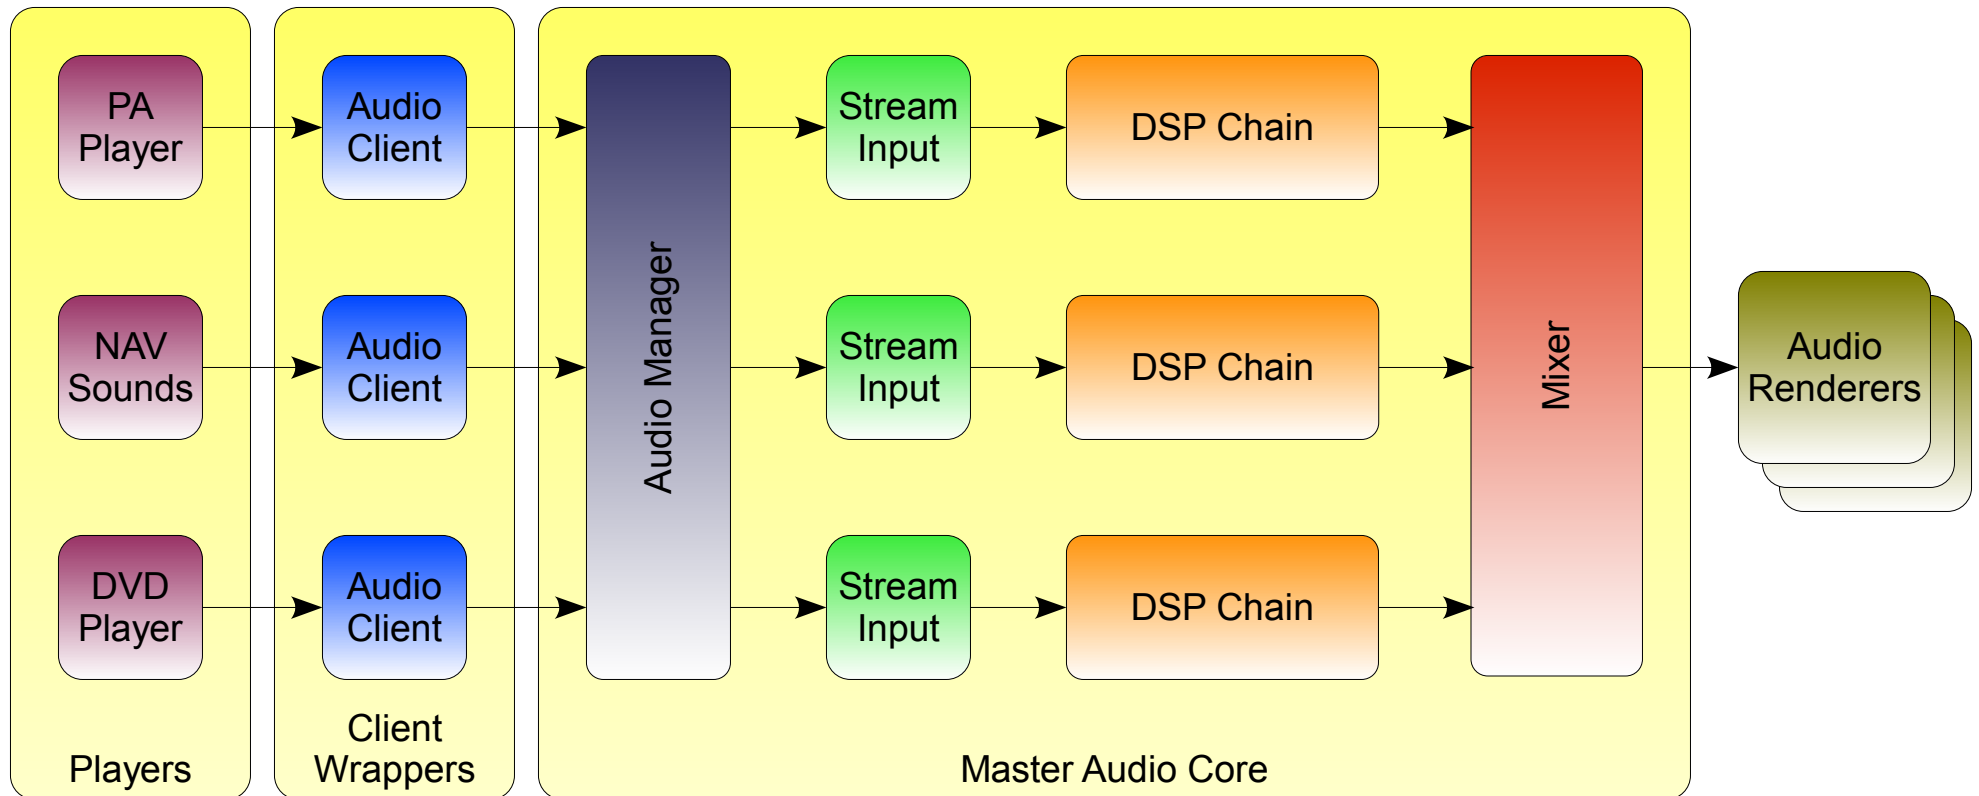 PA
Player
Audio
Client
Stream
Input
DSP Chain
NAV
Sounds
Audio
Client
Audio Manager
Stream
Input
DSP Chain
Mixer
Audio
Renderers
DVD
Player
Audio
Client
Stream
Input
DSP Chain
Players
Client
Wrappers
Master Audio Core